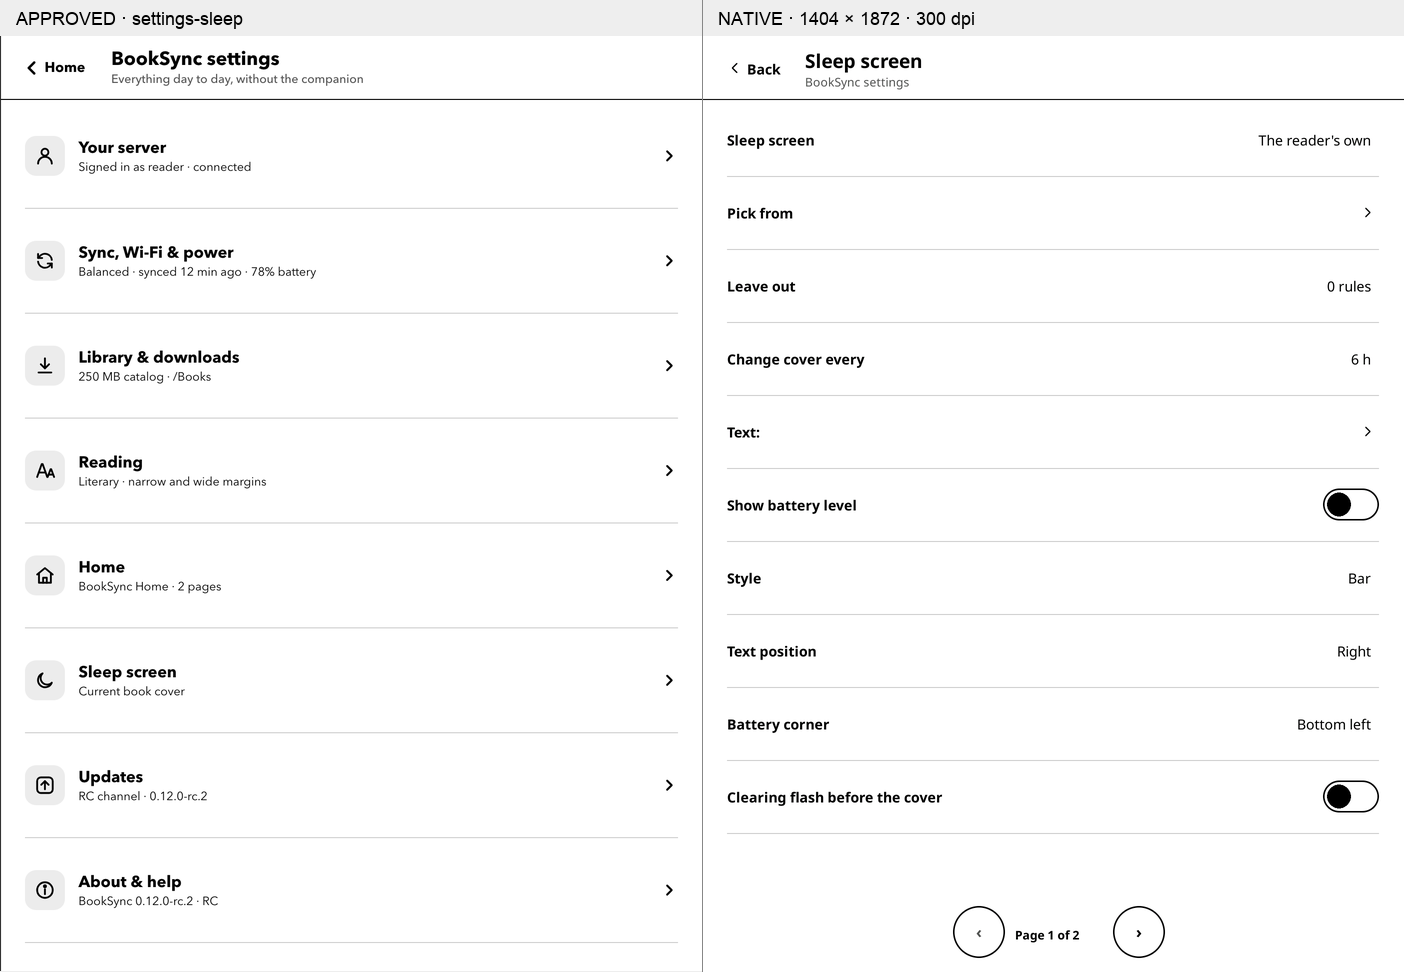 APPROVED · settings-sleep
Home
BookSync settings
Everything day to day, without the companion
Your server
Signed in as reader · connected
Sync, Wi-Fi & power
Balanced · synced 12 min ago · 78% battery
Library & downloads
250 MB catalog · /Books
Reading
Literary · narrow and wide margins
Home
BookSync Home · 2 pages
Sleep screen
Current book cover
Updates
RC channel · 0.12.0-rc.2
About & help
BookSync 0.12.0-rc.2 · RC
NATIVE · 1404 × 1872 · 300 dpi
Back
Sleep screen
BookSync settings
Sleep screen The reader's own
Pick from
Leave out 0 rules
Change cover every 6 h
Text:
Show battery level
Style Bar
Text position Right
Battery corner Bottom left
Clearing flash before the cover
Page 1 of 2